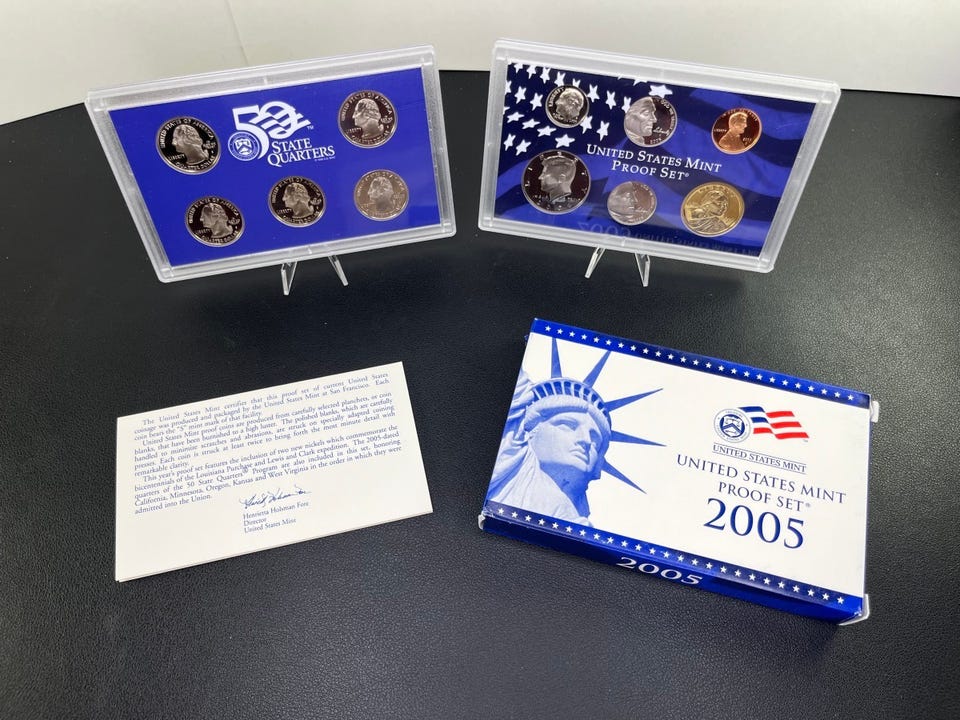 50
STATE
QUARTERS
TM
UNITED STATES MINT
PROOF SET®
The United States Mint certifies that this proof set of current United States
coinage was produced and packaged by the United States Mint at San Francisco. Each
coin bears the "S" mint mark of that facility.
United States Mint proof coins are produced from carefully selected planchets, or coin
blanks, that have been burnished to a high luster. The polished blanks, which are carefully
handled to minimize scratches and abrasions, are struck on specially adapted coining
presses. Each coin is struck at least twice to bring forth the most minute detail with
remarkable clarity.
This year's proof set features the inclusion of two new nickels which commemorate the
bicentennials of the Louisiana Purchase and Lewis and Clark expedition. The 2005-dated
quarters of the 50 State Quarters® Program are also included in this set, honoring
California, Minnesota, Oregon, Kansas and West Virginia in the order in which they were
admitted into the Union.
Henrietta Holsman Fore
Director
United States Mint
UNITED STATES MINT
UNITED STATES MINT
PROOF SET®
2005
2005